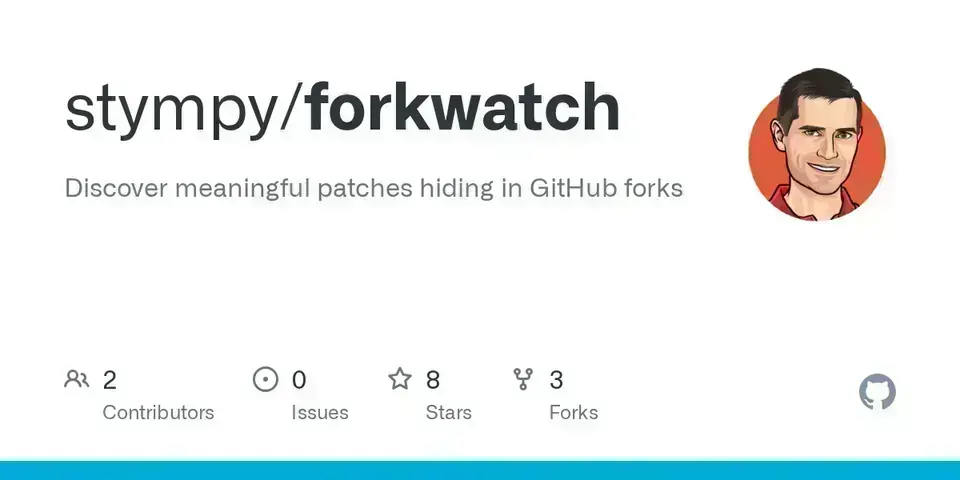 stympy/forkwatch
Discover meaningful patches hiding in GitHub forks
2 0 8 3
Contributors Issues Stars Forks